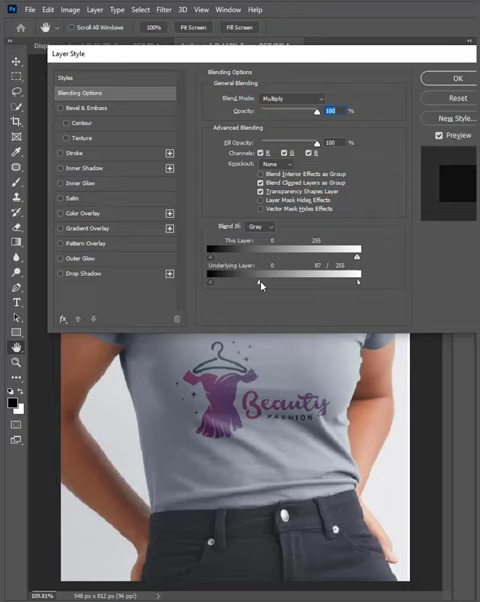 Ps File Edit Image Layer Type Select Filter 3D View Window Help
Scroll All Windows 100% Fit Screen Fill Screen
Layer Style
Styles
Blending Options
Bevel & Emboss
Contour
Texture
Stroke
Inner Shadow
Inner Glow
Satin
Color Overlay
Gradient Overlay
Pattern Overlay
Outer Glow
Drop Shadow
fx
Blending Options
General Blending
Blend Mode: Multiply
Opacity: 100 %
Advanced Blending
Fill Opacity: 100 %
Channels: R G B
Knockout: None
Blend Interior Effects as Group
Blend Clipped Layers as Group
Transparency Shapes Layer
Layer Mask Hides Effects
Vector Mask Hides Effects
Blend If: Gray
This Layer: 0 255
Underlying Layer: 0 87 / 255
OK
Reset
New Style...
Preview
Beauty
FASHION
109.81% 548 px x 812 px (96 ppi)